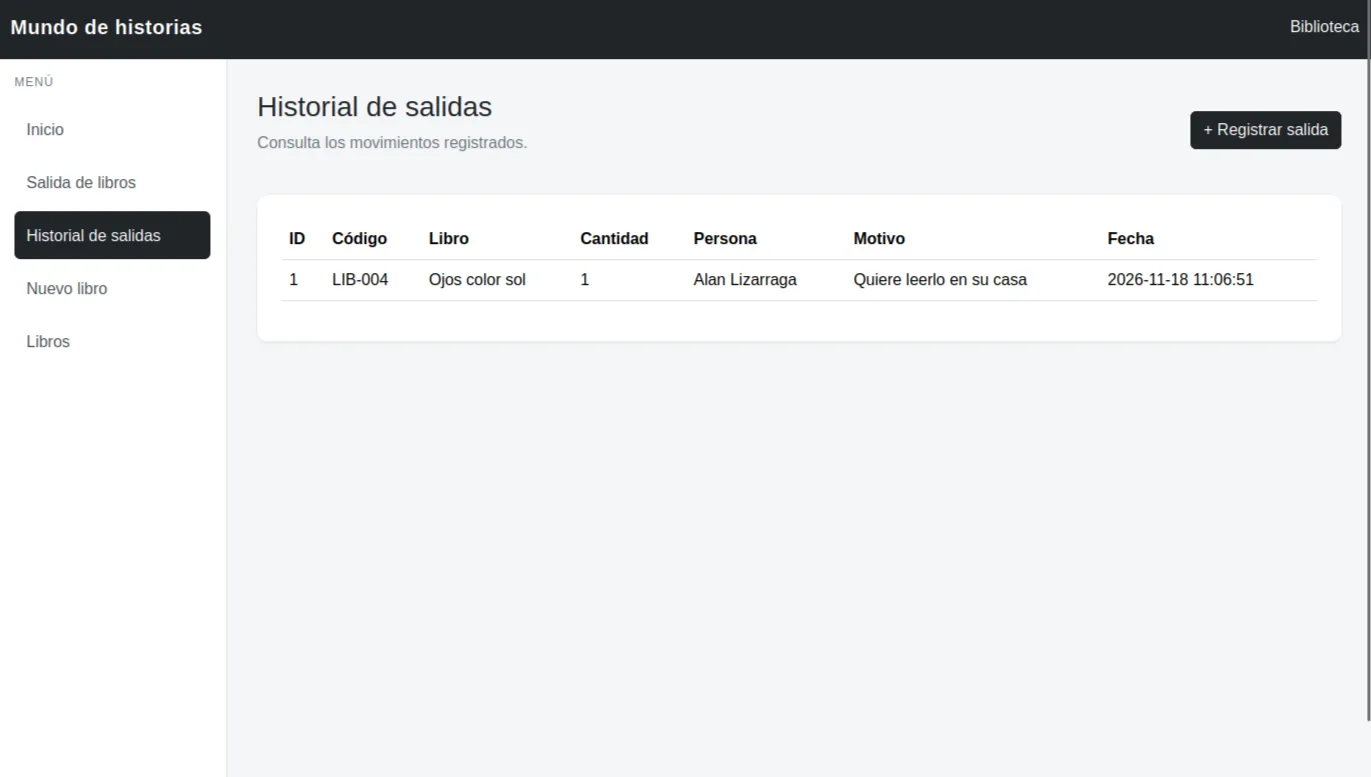 Mundo de historias
Biblioteca
MENÚ
Inicio
Salida de libros
Historial de salidas
Nuevo libro
Libros
Historial de salidas
Consulta los movimientos registrados.
+ Registrar salida
ID Código Libro Cantidad Persona Motivo Fecha
1 LIB-004 Ojos color sol 1 Alan Lizarraga Quiere leerlo en su casa 2026-11-18 11:06:51